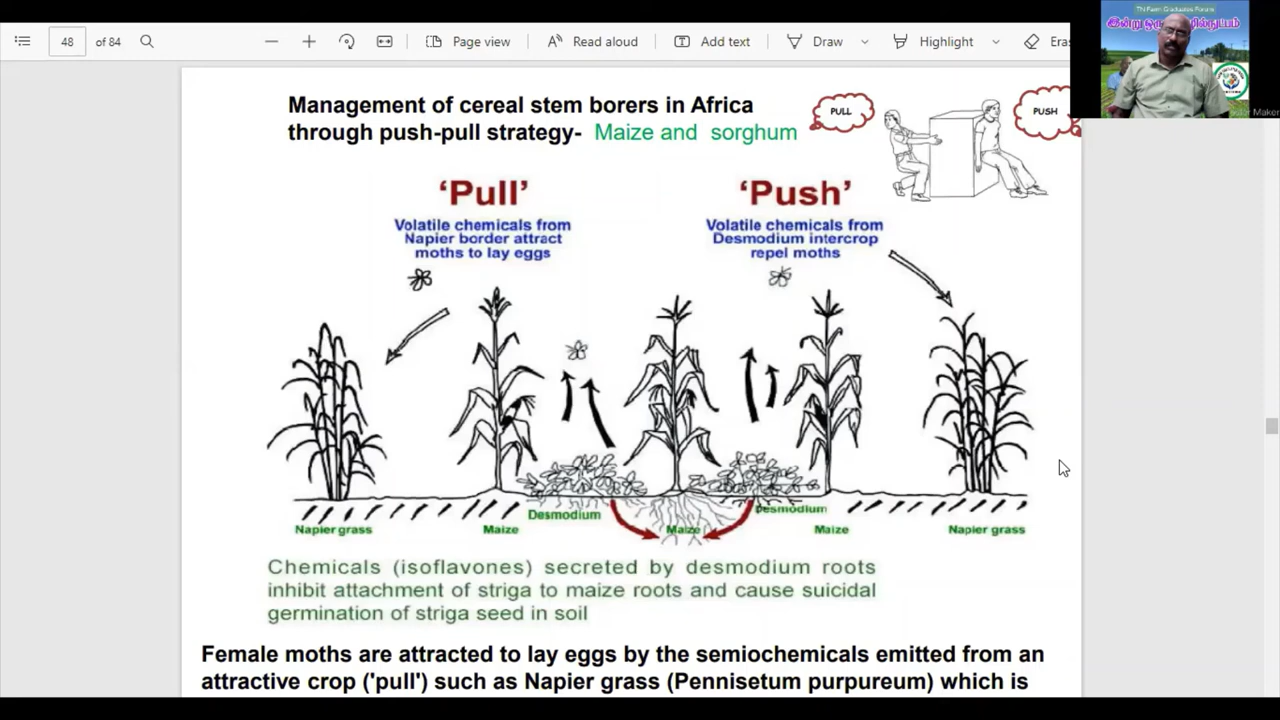 48 of 84
Page view
Read aloud
Add text
Draw
Highlight
TN Farm Graduates Forum
Management of cereal stem borers in Africa
through push-pull strategy- Maize and sorghum
PULL
PUSH
'Pull'
Volatile chemicals from
Napier border attract
moths to lay eggs
'Push'
Volatile chemicals from
Desmodium intercrop
repel moths
Napier grass
Maize
Desmodium
Maize
Desmodium
Maize
Napier grass
Chemicals (isoflavones) secreted by desmodium roots
inhibit attachment of striga to maize roots and cause suicidal
germination of striga seed in soil
Female moths are attracted to lay eggs by the semiochemicals emitted from an
attractive crop ('pull') such as Napier grass (Pennisetum purpureum) which is